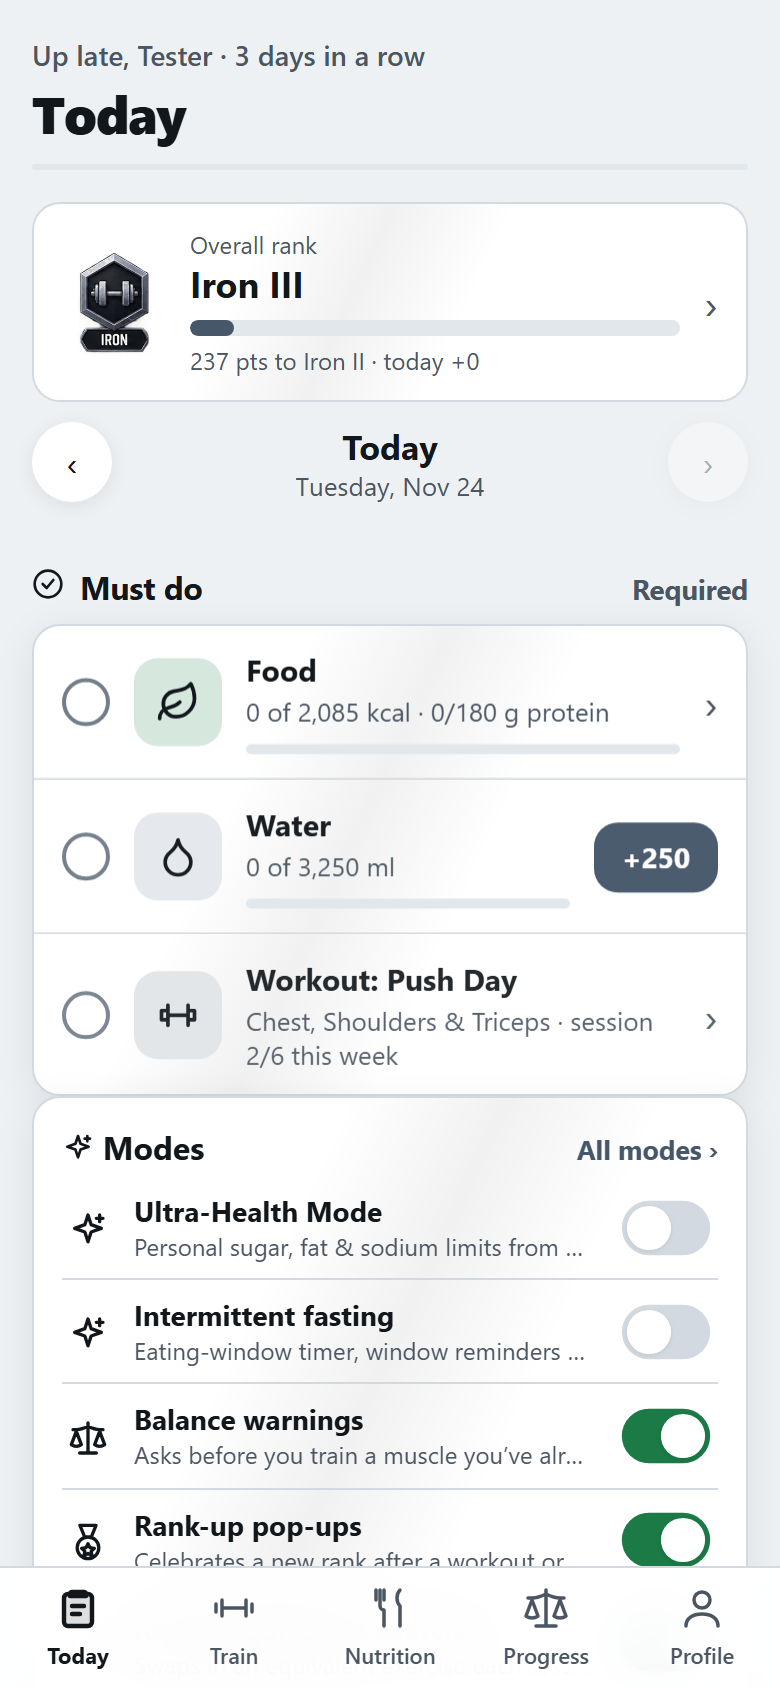 Up late, Tester · 3 days in a row
Today
Overall rank
Iron III
IRON
237 pts to Iron II · today +0
Today
Tuesday, Nov 24
Must do
Required
Food
0 of 2,085 kcal · 0/180 g protein
Water
0 of 3,250 ml
+250
Workout: Push Day
Chest, Shoulders & Triceps · session
2/6 this week
Modes
All modes ›
Ultra-Health Mode
Personal sugar, fat & sodium limits from ...
Intermittent fasting
Eating-window timer, window reminders ...
Balance warnings
Asks before you train a muscle you’ve alr...
Rank-up pop-ups
Celebrates a new rank after a workout or
Today
Train
Nutrition
Progress
Profile